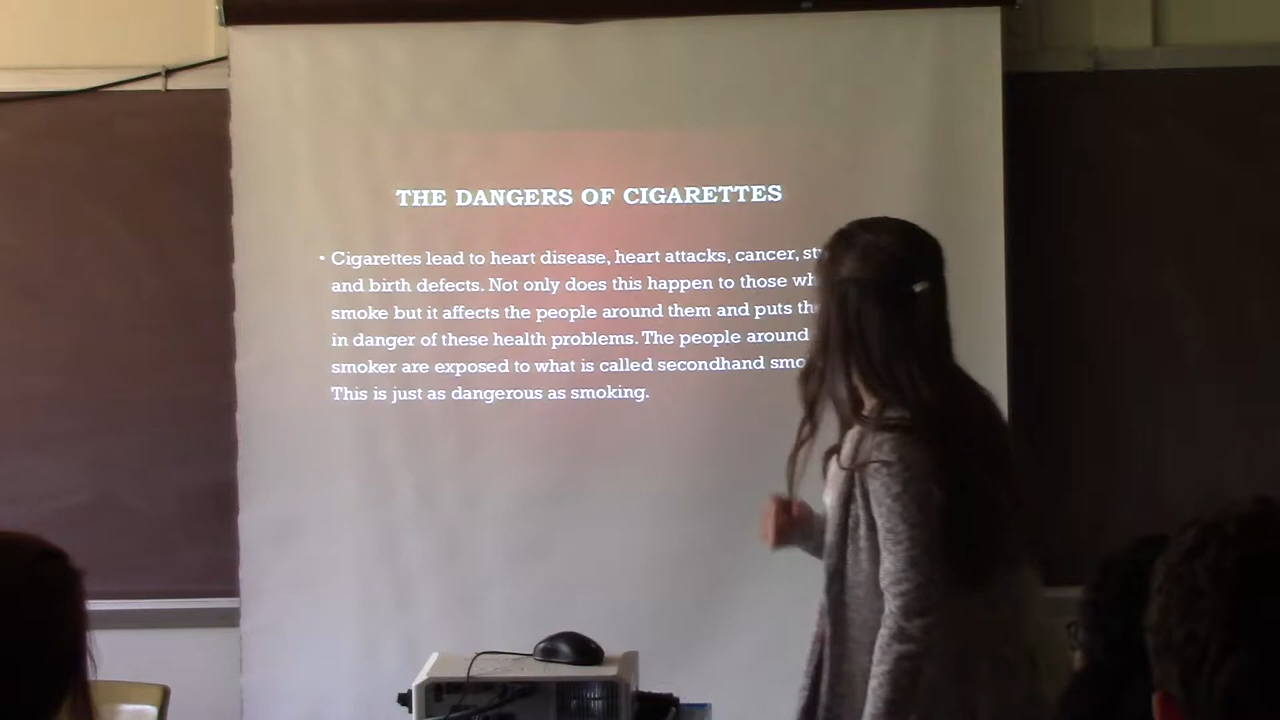 THE DANGERS OF CIGARETTES
• Cigarettes lead to heart disease, heart attacks, cancer,
and birth defects. Not only does this happen to those
smoke but it affects the people around them and puts
in danger of these health problems. The people around
smoker are exposed to what is called secondhand
This is just as dangerous as smoking.